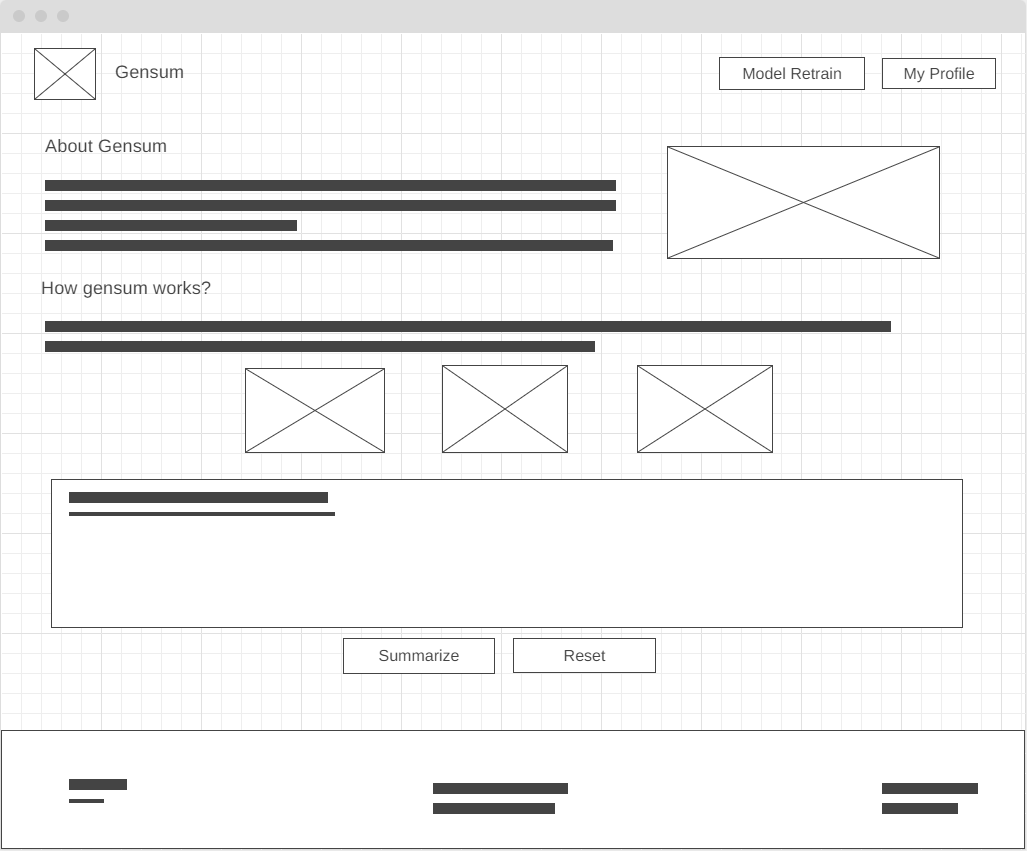 Gensum
Model Retrain
My Profile
About Gensum
How gensum works?
Summarize
Reset